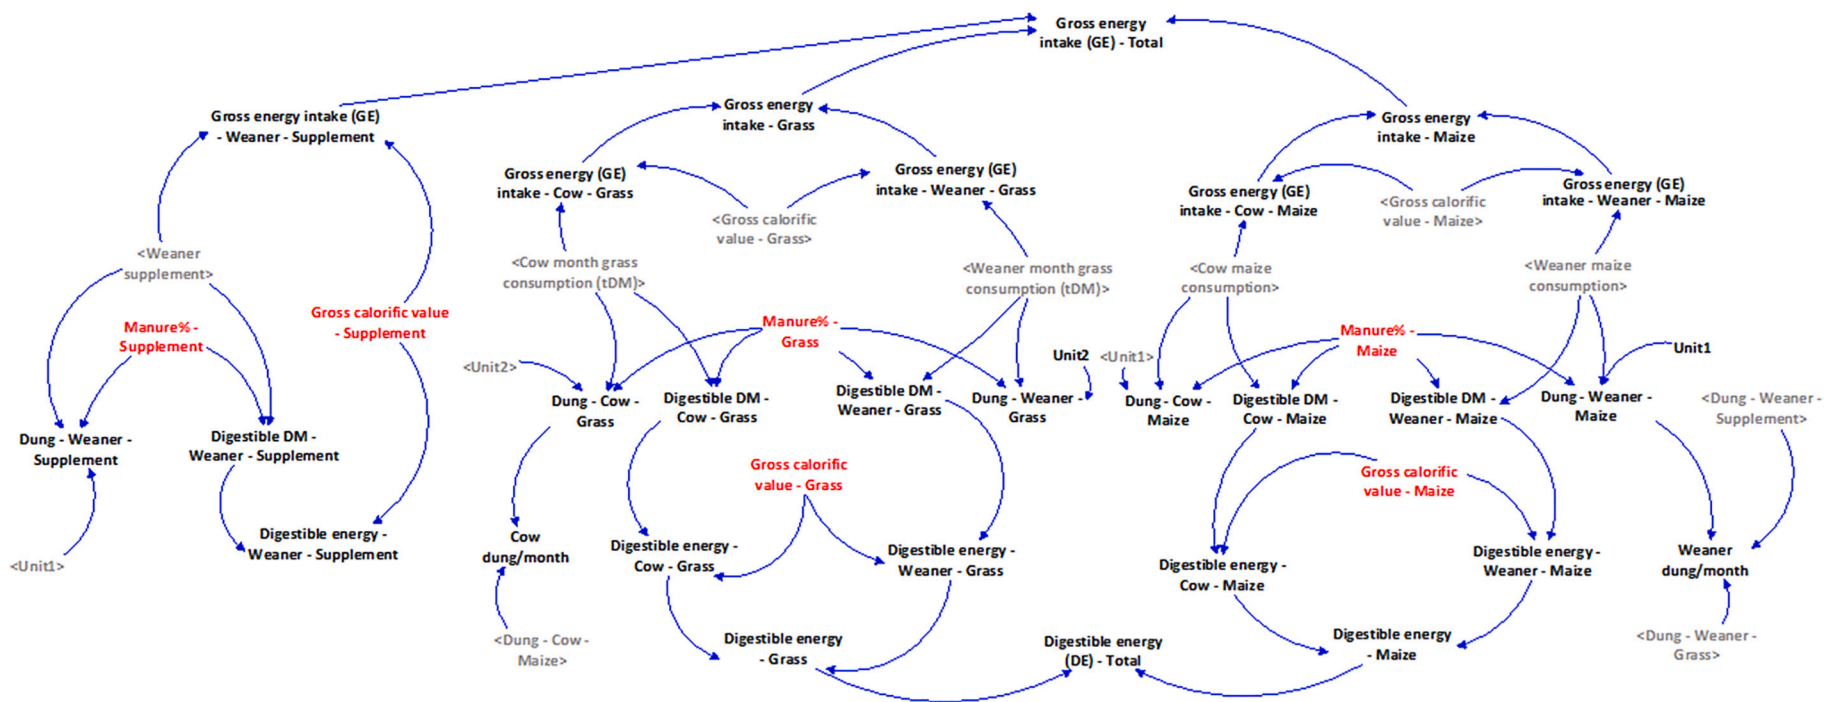 Gross energy
intake (GE) - Total
Gross energy intake (GE)
- Weaner - Supplement
Gross energy
intake - Grass
Gross energy
intake - Maize
Gross energy (GE)
intake - Cow - Grass
Gross energy (GE)
intake - Weaner - Grass
Gross energy (GE)
intake - Cow - Maize
Gross energy (GE)
intake - Weaner - Maize
<Gross calorific
value - Grass>
<Gross calorific
value - Maize>
<Weaner
supplement>
<Cow month grass
consumption (tDM)>
<Weaner month grass
consumption (tDM)>
<Cow maize
consumption>
<Weaner maize
consumption>
Manure% -
Supplement
Gross calorific value
- Supplement
Manure% -
Grass
Manure% -
Maize
<Unit2>
Unit2
<Unit1>
Unit1
Dung - Weaner -
Supplement
Digestible DM -
Weaner - Supplement
Dung - Cow -
Grass
Digestible DM -
Cow - Grass
Digestible DM -
Weaner - Grass
Dung - Weaner -
Grass
Dung - Cow -
Maize
Digestible DM -
Cow - Maize
Digestible DM -
Weaner - Maize
Dung - Weaner -
Maize
<Dung - Weaner -
Supplement>
Gross calorific
value - Grass
Gross calorific
value - Maize
<Unit1>
Digestible energy -
Weaner - Supplement
Cow
dung/month
Digestible energy -
Cow - Grass
Digestible energy -
Weaner - Grass
Digestible energy -
Cow - Maize
Digestible energy -
Weaner - Maize
Weaner
dung/month
<Dung - Cow -
Maize>
Digestible energy
- Grass
Digestible energy
(DE) - Total
Digestible energy
- Maize
<Dung - Weaner -
Grass>